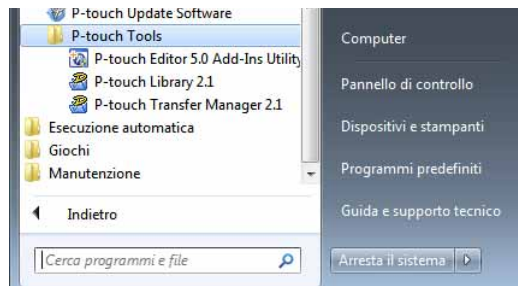 P-touch Update Software
P-touch Tools
P-touch Editor 5.0 Add-Ins Utility
P-touch Library 2.1
P-touch Transfer Manager 2.1
Esecuzione automatica
Giochi
Manutenzione
Indietro
Cerca programmi e file
Computer
Pannello di controllo
Dispositivi e stampanti
Programmi predefiniti
Guida e supporto tecnico
Arresta il sistema